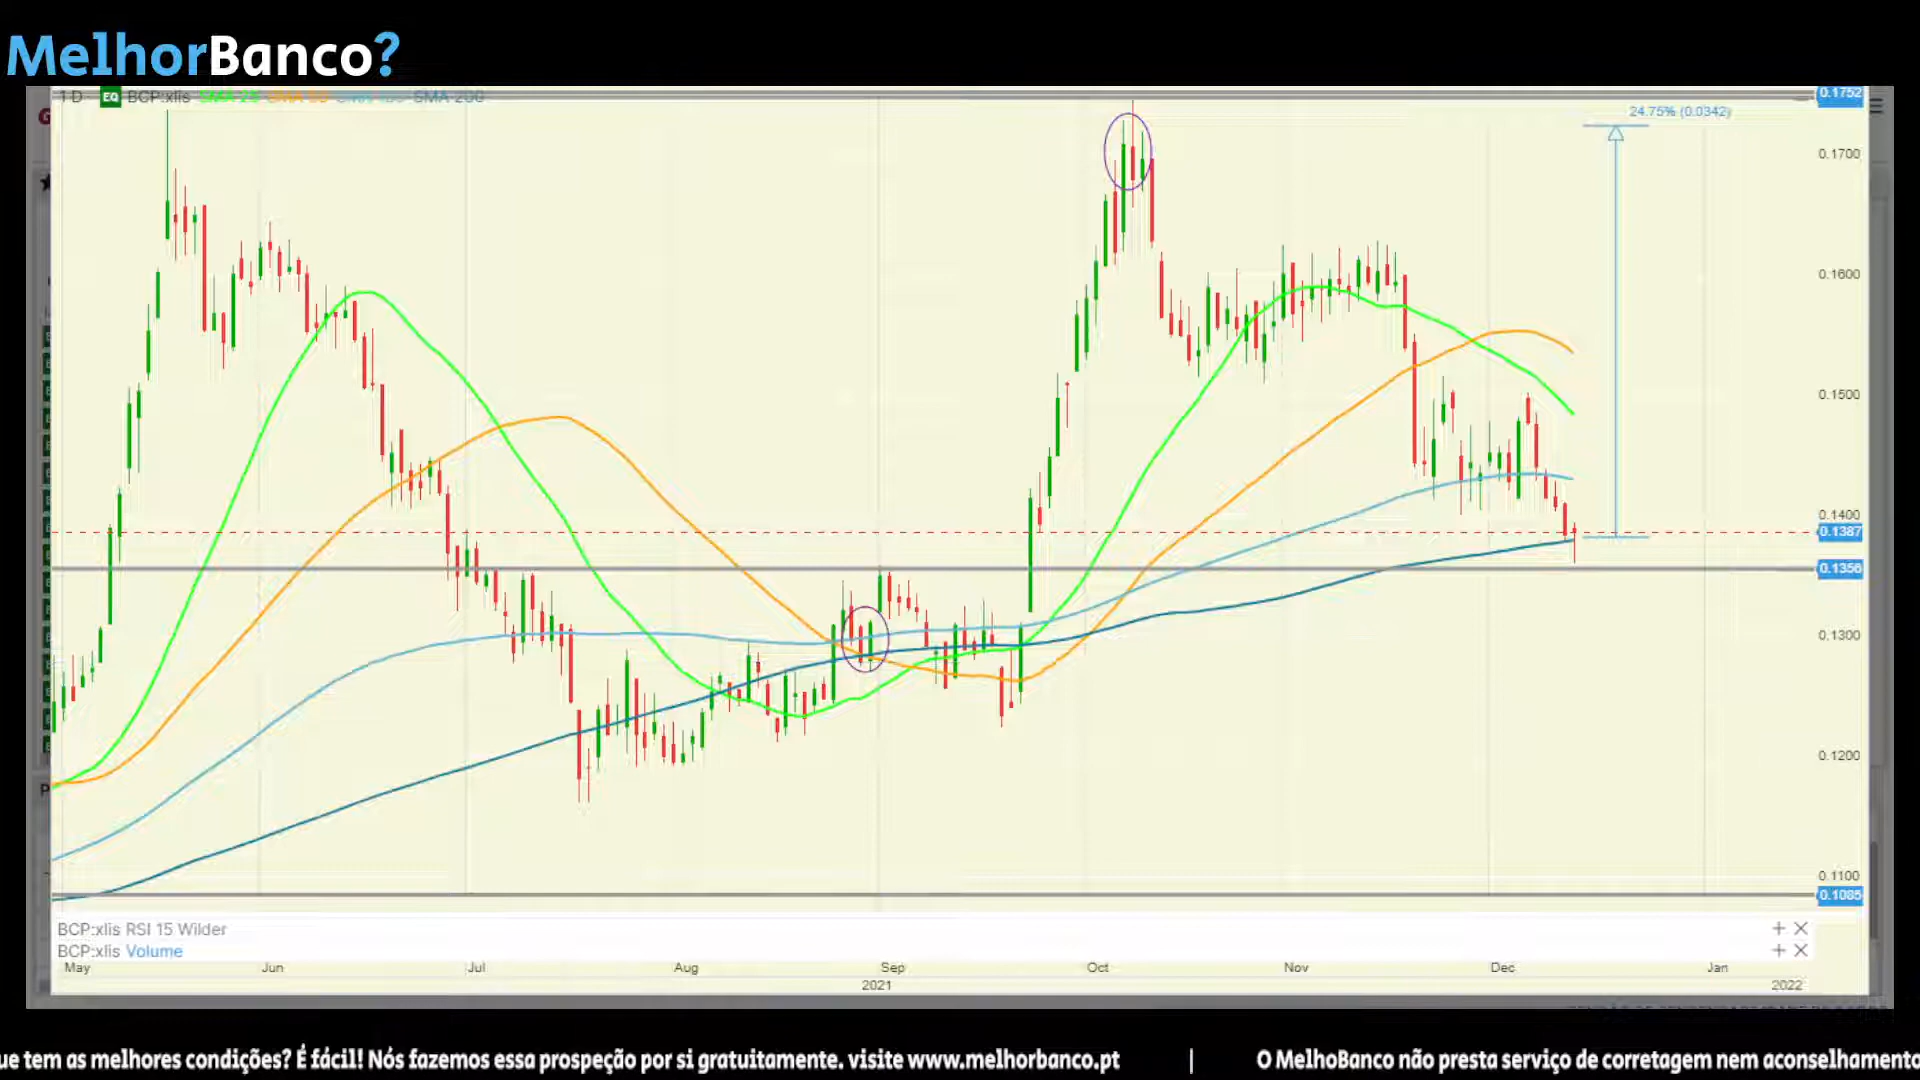 MelhorBanco?
1 D EQ BCP:xlis SMA 200
0.1752
24.75% (0.0342)
0.1700
0.1600
0.1500
0.1400
0.1387
0.1356
0.1300
0.1200
0.1100
0.1085
BCP:xlis RSI 15 Wilder
BCP:xlis Volume
May Jun Jul Aug Sep Oct Nov Dec Jan
2021 2022
ue tem as melhores condições? É fácil! Nós fazemos essa prospeção por si gratuitamente. visite www.melhorbanco.pt | O MelhoBanco não presta serviço de corretagem nem aconselhamento